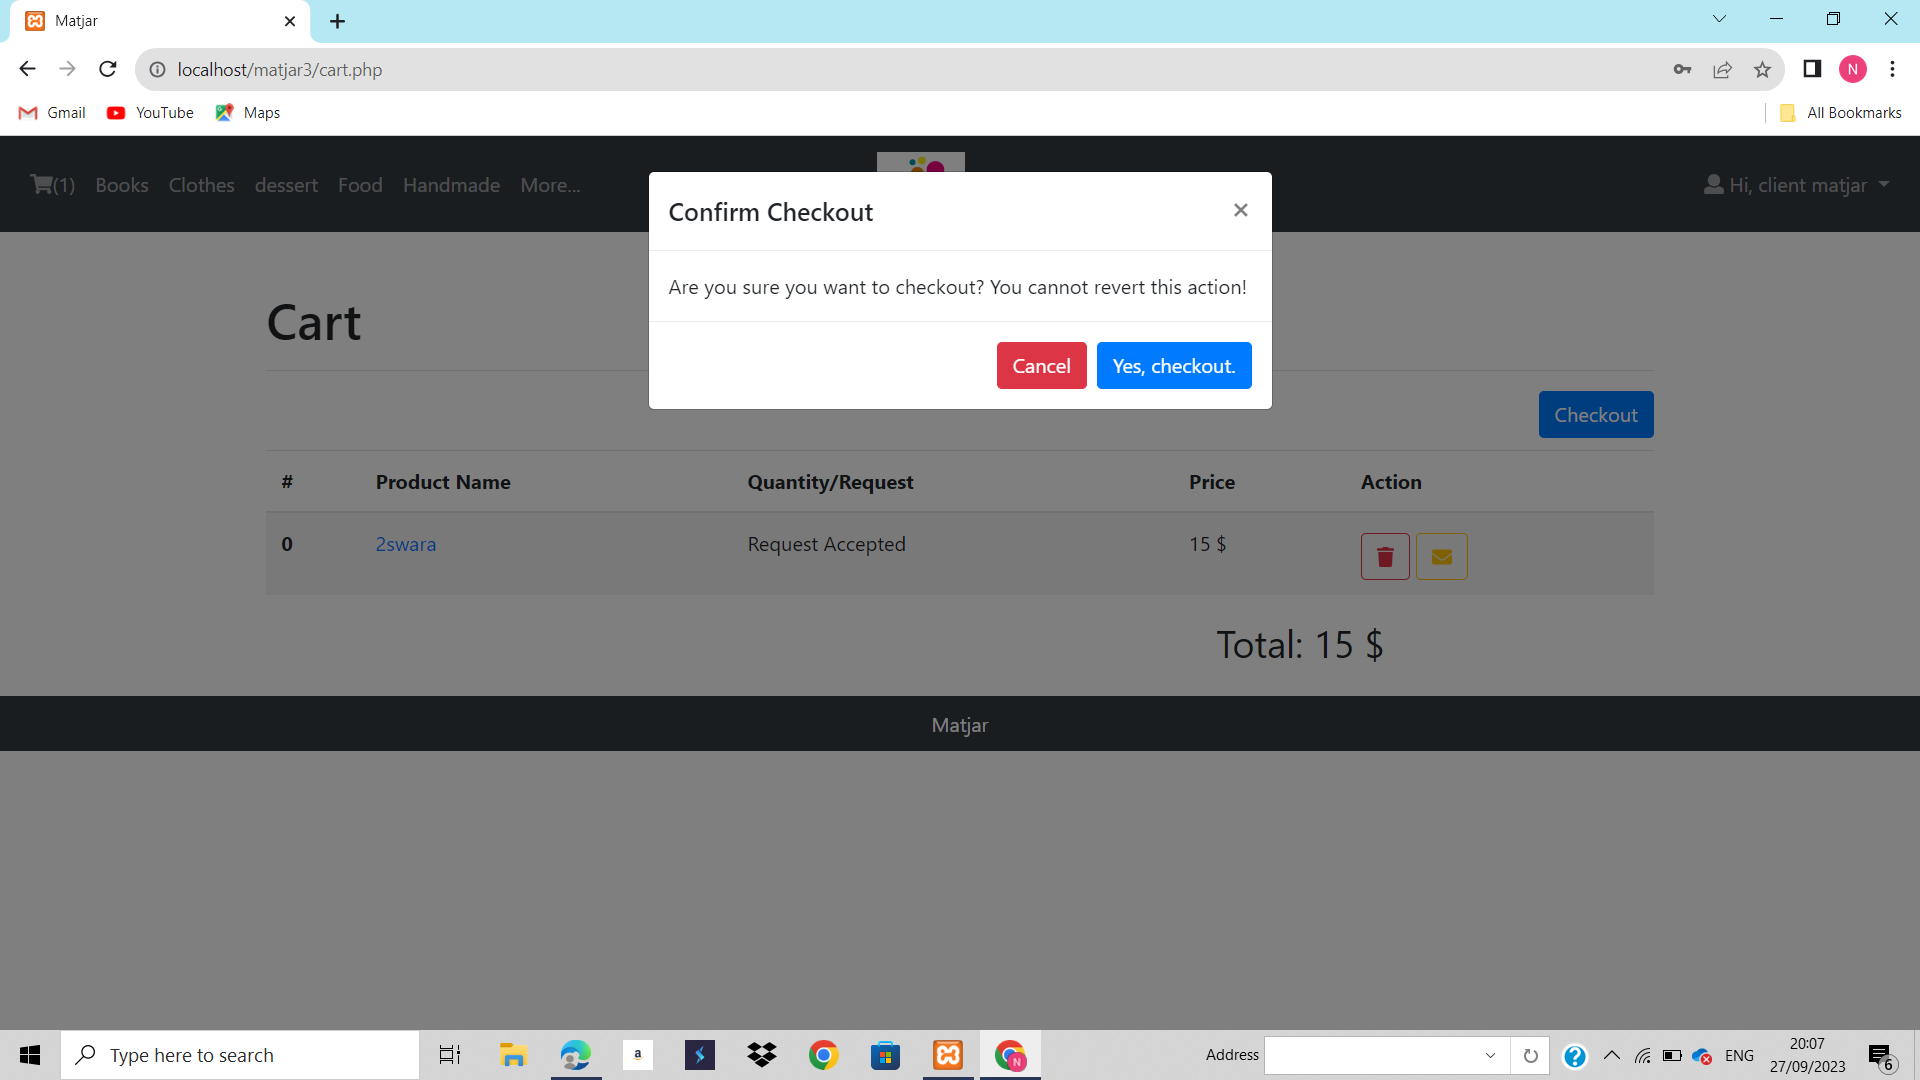 Matjar
localhost/matjar3/cart.php
N
Gmail YouTube Maps All Bookmarks
(1) Books Clothes dessert Food Handmade More... Hi, client matjar
Confirm Checkout ×
Are you sure you want to checkout? You cannot revert this action!
Cancel Yes, checkout.
Cart
Checkout
# Product Name Quantity/Request Price Action
0 2swara Request Accepted 15 $
Total: 15 $
Matjar
Type here to search
a
N
Address
ENG
20:07
27/09/2023
6